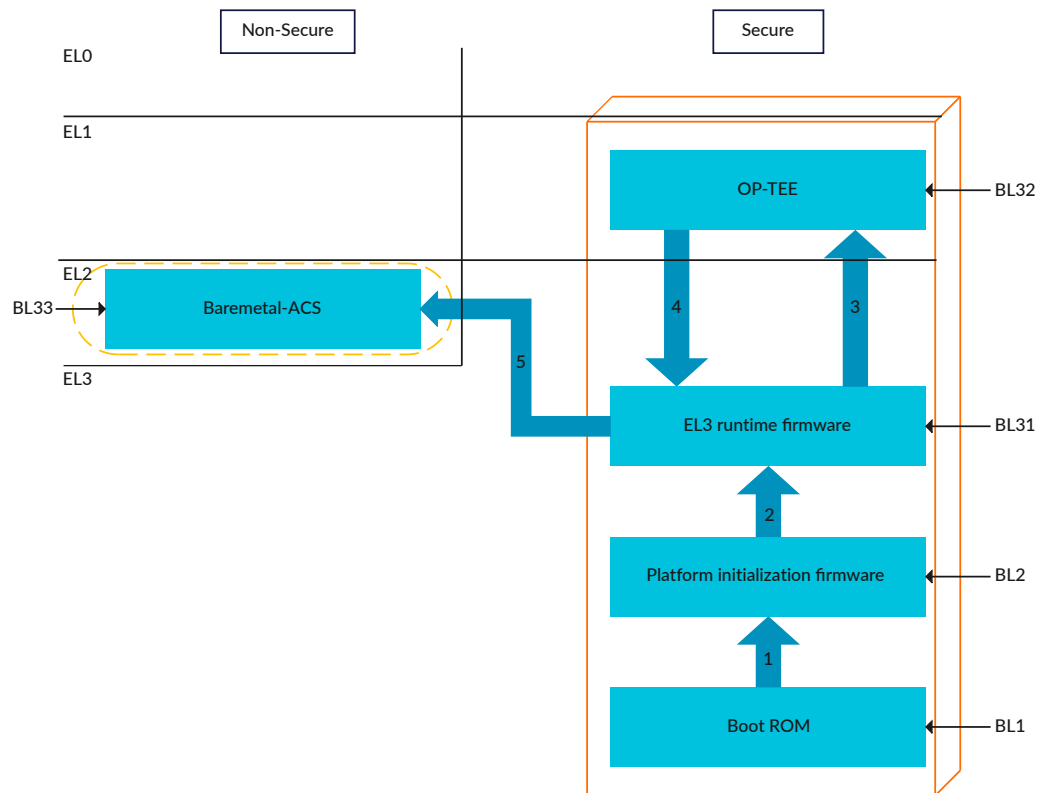 Non-Secure
Secure
EL0
EL1
OP-TEE
BL32
EL2
BL33
Baremetal-ACS
4
3
5
EL3
EL3 runtime firmware
BL31
2
Platform initialization firmware
BL2
1
Boot ROM
BL1